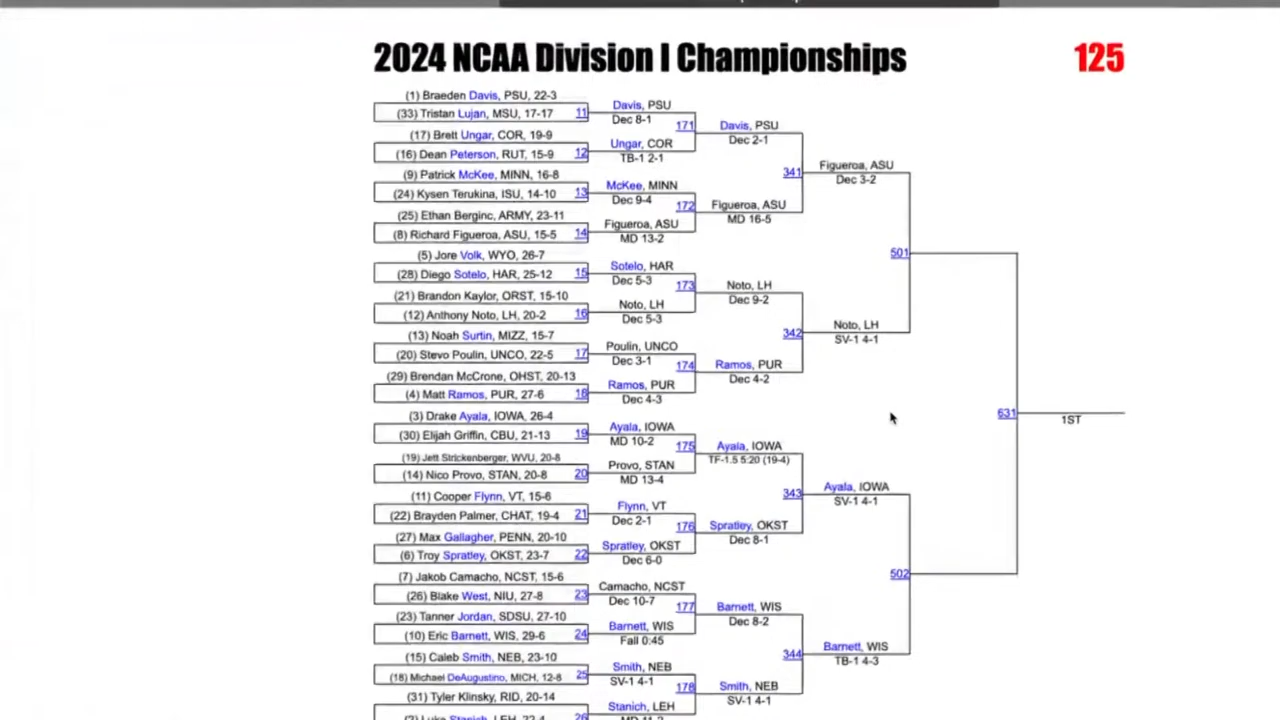 2024 NCAA Division I Championships
125
(1) Braeden Davis, PSU, 22-3
(33) Tristan Lujan, MSU, 17-17
11
(17) Brett Ungar, COR, 19-9
(16) Dean Peterson, RUT, 15-9
12
(9) Patrick McKee, MINN, 16-8
(24) Kysen Terukina, ISU, 14-10
13
(25) Ethan Berginc, ARMY, 23-11
(8) Richard Figueroa, ASU, 15-5
14
(5) Jore Volk, WYO, 26-7
(28) Diego Sotelo, HAR, 25-12
15
(21) Brandon Kaylor, ORST, 15-10
(12) Anthony Noto, LH, 20-2
16
(13) Noah Surtin, MIZZ, 15-7
(20) Stevo Poulin, UNCO, 22-5
17
(29) Brendan McCrone, OHST, 20-13
(4) Matt Ramos, PUR, 27-6
18
(3) Drake Ayala, IOWA, 26-4
(30) Elijah Griffin, CBU, 21-13
19
(19) Jett Strickenberger, WVU, 20-8
(14) Nico Provo, STAN, 20-8
20
(11) Cooper Flynn, VT, 15-6
(22) Brayden Palmer, CHAT, 19-4
21
(27) Max Gallagher, PENN, 20-10
(6) Troy Spratley, OKST, 23-7
22
(7) Jakob Camacho, NCST, 15-6
(26) Blake West, NIU, 27-8
23
(23) Tanner Jordan, SDSU, 27-10
(10) Eric Barnett, WIS, 29-6
24
(15) Caleb Smith, NEB, 23-10
(18) Michael DeAugustino, MICH, 12-8
25
(31) Tyler Klinsky, RID, 20-14
(2) Luke Stanich, LEH, 22-4
26
Davis, PSU
Dec 8-1
171
Ungar, COR
TB-1 2-1
McKee, MINN
Dec 9-4
172
Figueroa, ASU
MD 13-2
Sotelo, HAR
Dec 5-3
173
Noto, LH
Dec 5-3
Poulin, UNCO
Dec 3-1
174
Ramos, PUR
Dec 4-3
Ayala, IOWA
MD 10-2
175
Provo, STAN
MD 13-4
Flynn, VT
Dec 2-1
176
Spratley, OKST
Dec 6-0
Camacho, NCST
Dec 10-7
177
Barnett, WIS
Fall 0:45
Smith, NEB
SV-1 4-1
178
Stanich, LEH
Davis, PSU
Dec 2-1
341
Figueroa, ASU
MD 16-5
Noto, LH
Dec 9-2
342
Ramos, PUR
Dec 4-2
Ayala, IOWA
TF-1.5 5:20 (19-4)
343
Spratley, OKST
Dec 8-1
Barnett, WIS
Dec 8-2
344
Smith, NEB
SV-1 4-1
Figueroa, ASU
Dec 3-2
501
Noto, LH
SV-1 4-1
Ayala, IOWA
SV-1 4-1
502
Barnett, WIS
TB-1 4-3
631
1ST